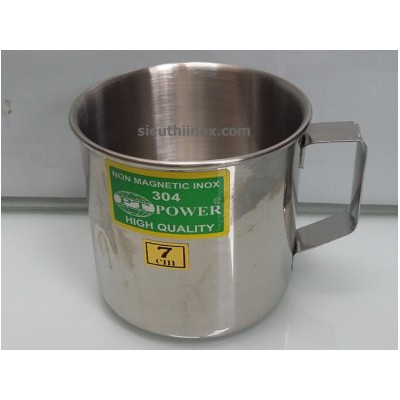 sieuthiinox.com
NON MAGNETIC INOX
304
POWER®
HIGH QUALITY
7
cm